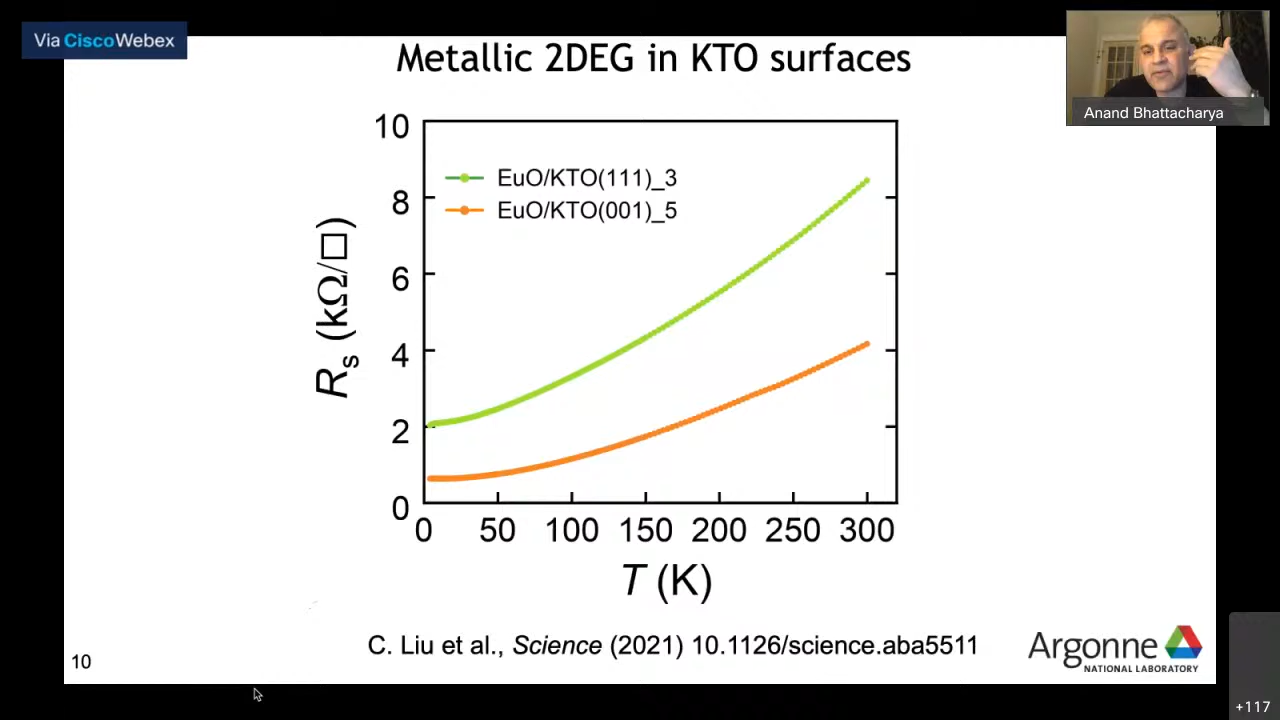 Via Cisco Webex
Metallic 2DEG in KTO surfaces
Anand Bhattacharya
10
8
6
4
2
0
Rs (kΩ/□)
EuO/KTO(111)_3
EuO/KTO(001)_5
0 50 100 150 200 250 300
T (K)
C. Liu et al., Science (2021) 10.1126/science.aba5511
Argonne
NATIONAL LABORATORY
10
+117